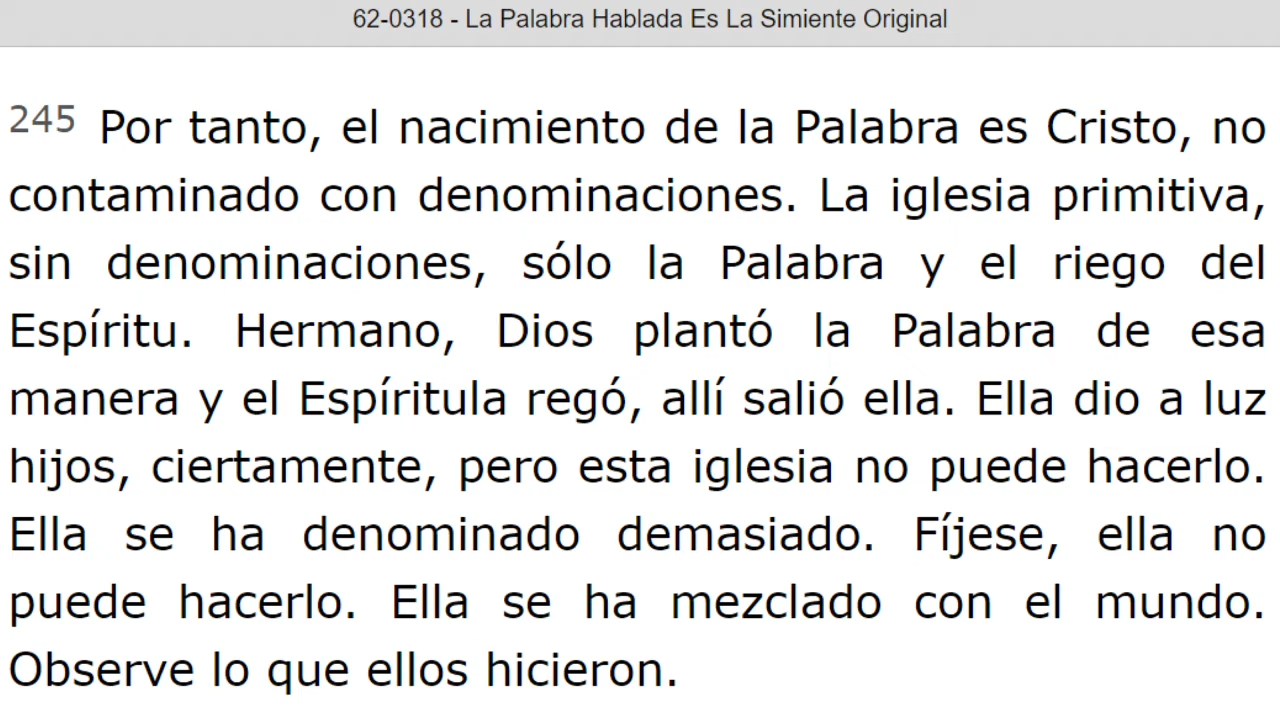 62-0318 - La Palabra Hablada Es La Simiente Original
245 Por tanto, el nacimiento de la Palabra es Cristo, no
contaminado con denominaciones. La iglesia primitiva,
sin denominaciones, sólo la Palabra y el riego del
Espíritu. Hermano, Dios plantó la Palabra de esa
manera y el Espíritula regó, allí salió ella. Ella dio a luz
hijos, ciertamente, pero esta iglesia no puede hacerlo.
Ella se ha denominado demasiado. Fíjese, ella no
puede hacerlo. Ella se ha mezclado con el mundo.
Observe lo que ellos hicieron.